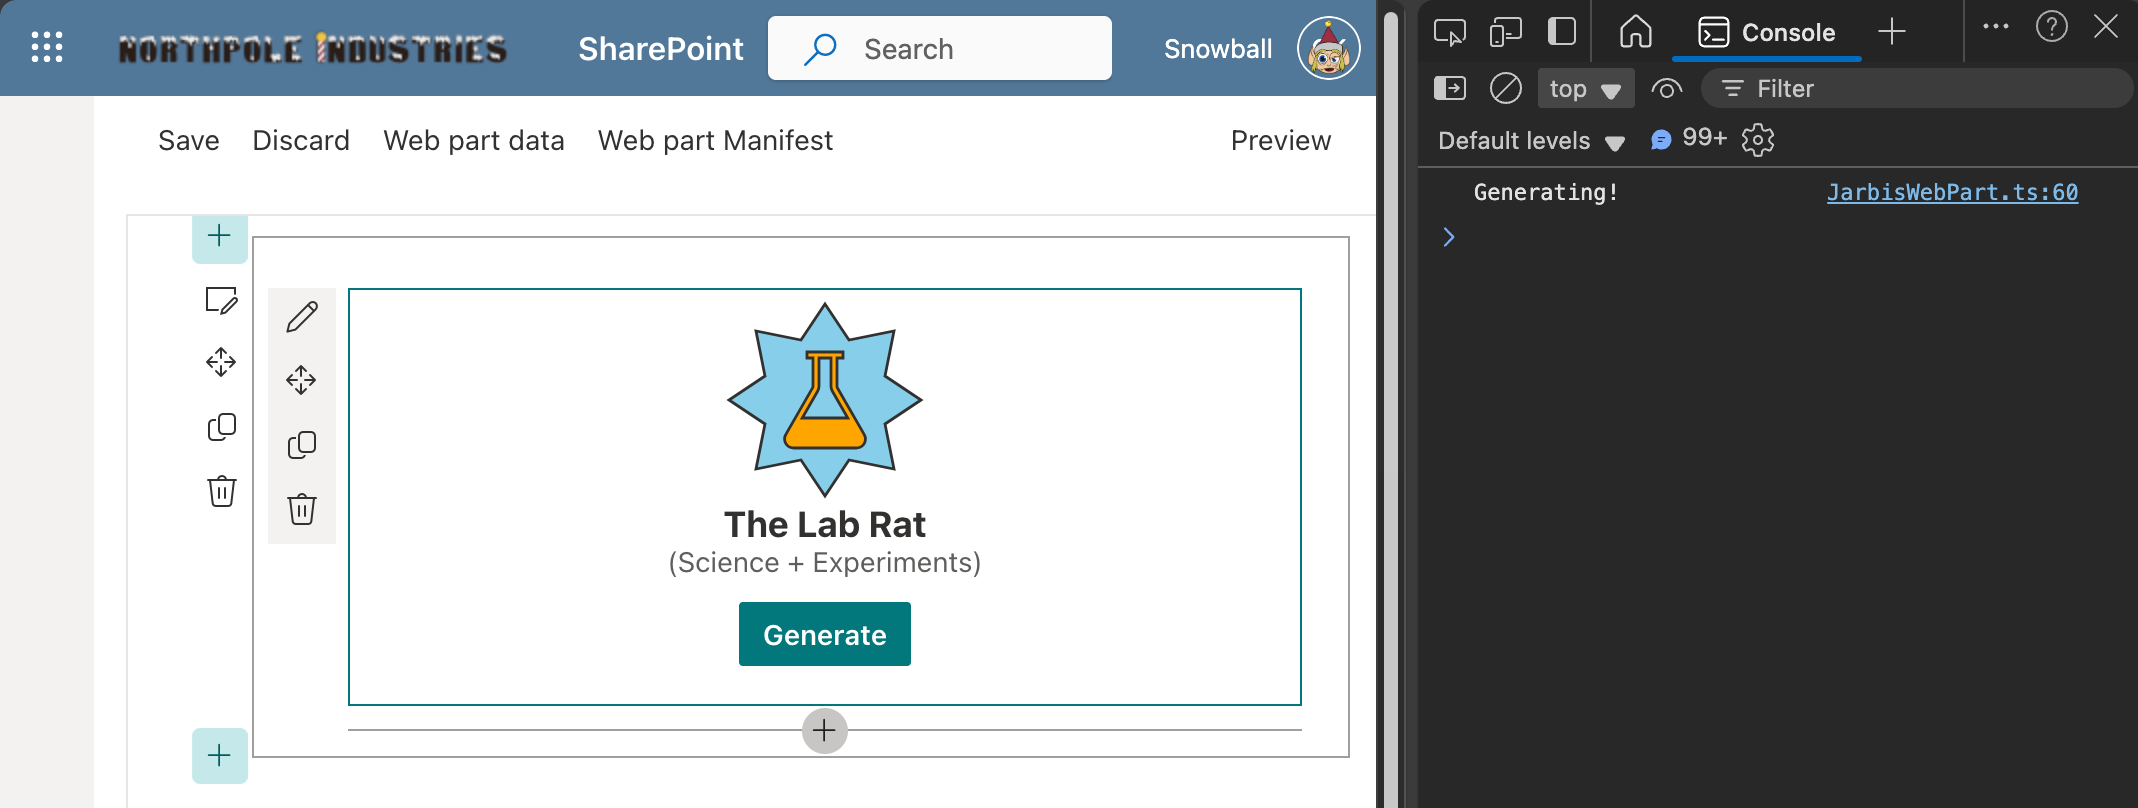 NORTHPOLE INDUSTRIES
SharePoint
Search
Snowball
Save
Discard
Web part data
Web part Manifest
Preview
The Lab Rat
(Science + Experiments)
Generate
Console
top
Filter
Default levels
99+
Generating!
JarbisWebPart.ts:60